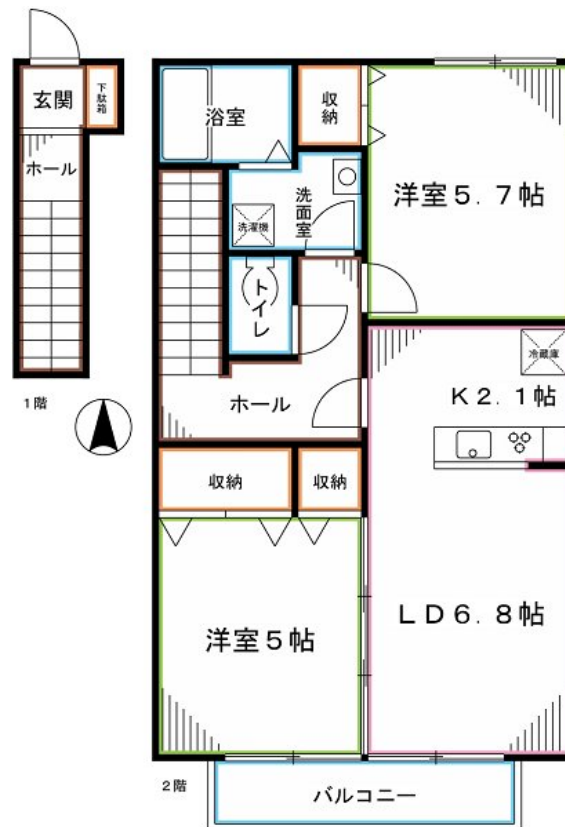 玄関
下駄箱
ホール
1階
浴室
収納
洋室5.7帖
洗面室
洗濯機
トイレ
ホール
冷蔵庫
K2.1帖
収納
収納
洋室5帖
LD6.8帖
2階
バルコニー